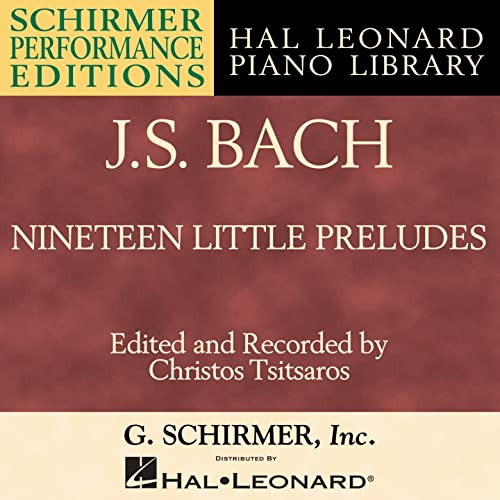 SCHIRMER
PERFORMANCE
EDITIONS
HAL LEONARD
PIANO LIBRARY
J.S. BACH
NINETEEN LITTLE PRELUDES
Edited and Recorded by
Christos Tsitsaros
G. SCHIRMER, Inc.
DISTRIBUTED BY
HAL•LEONARD®